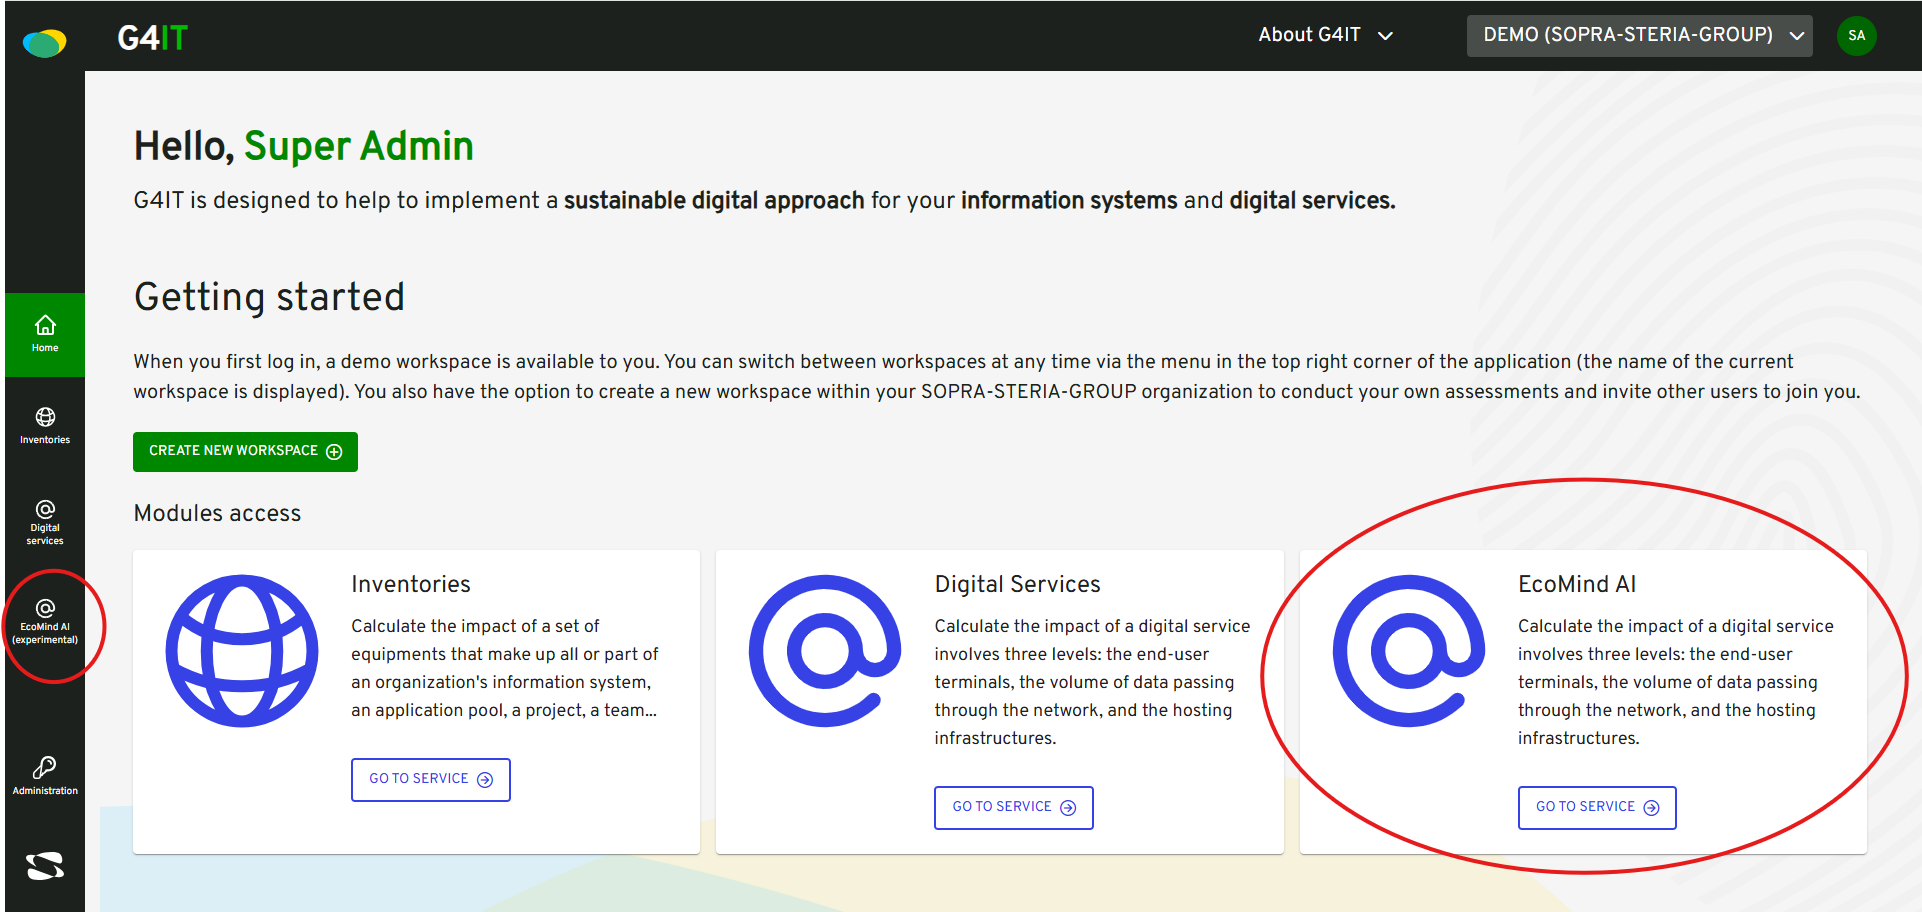 G4IT
About G4IT
DEMO (SOPRA-STERIA-GROUP)
SA
Hello, Super Admin
G4IT is designed to help to implement a sustainable digital approach for your information systems and digital services.
Getting started
When you first log in, a demo workspace is available to you. You can switch between workspaces at any time via the menu in the top right corner of the application (the name of the current
workspace is displayed). You also have the option to create a new workspace within your SOPRA-STERIA-GROUP organization to conduct your own assessments and invite other users to join you.
CREATE NEW WORKSPACE
Modules access
Home
Inventories
Digital
services
EcoMind AI
(experimental)
Administration
Inventories
Calculate the impact of a set of
equipments that make up all or part of
an organization's information system,
an application pool, a project, a team...
GO TO SERVICE
Digital Services
Calculate the impact of a digital service
involves three levels: the end-user
terminals, the volume of data passing
through the network, and the hosting
infrastructures.
GO TO SERVICE
EcoMind AI
Calculate the impact of a digital service
involves three levels: the end-user
terminals, the volume of data passing
through the network, and the hosting
infrastructures.
GO TO SERVICE